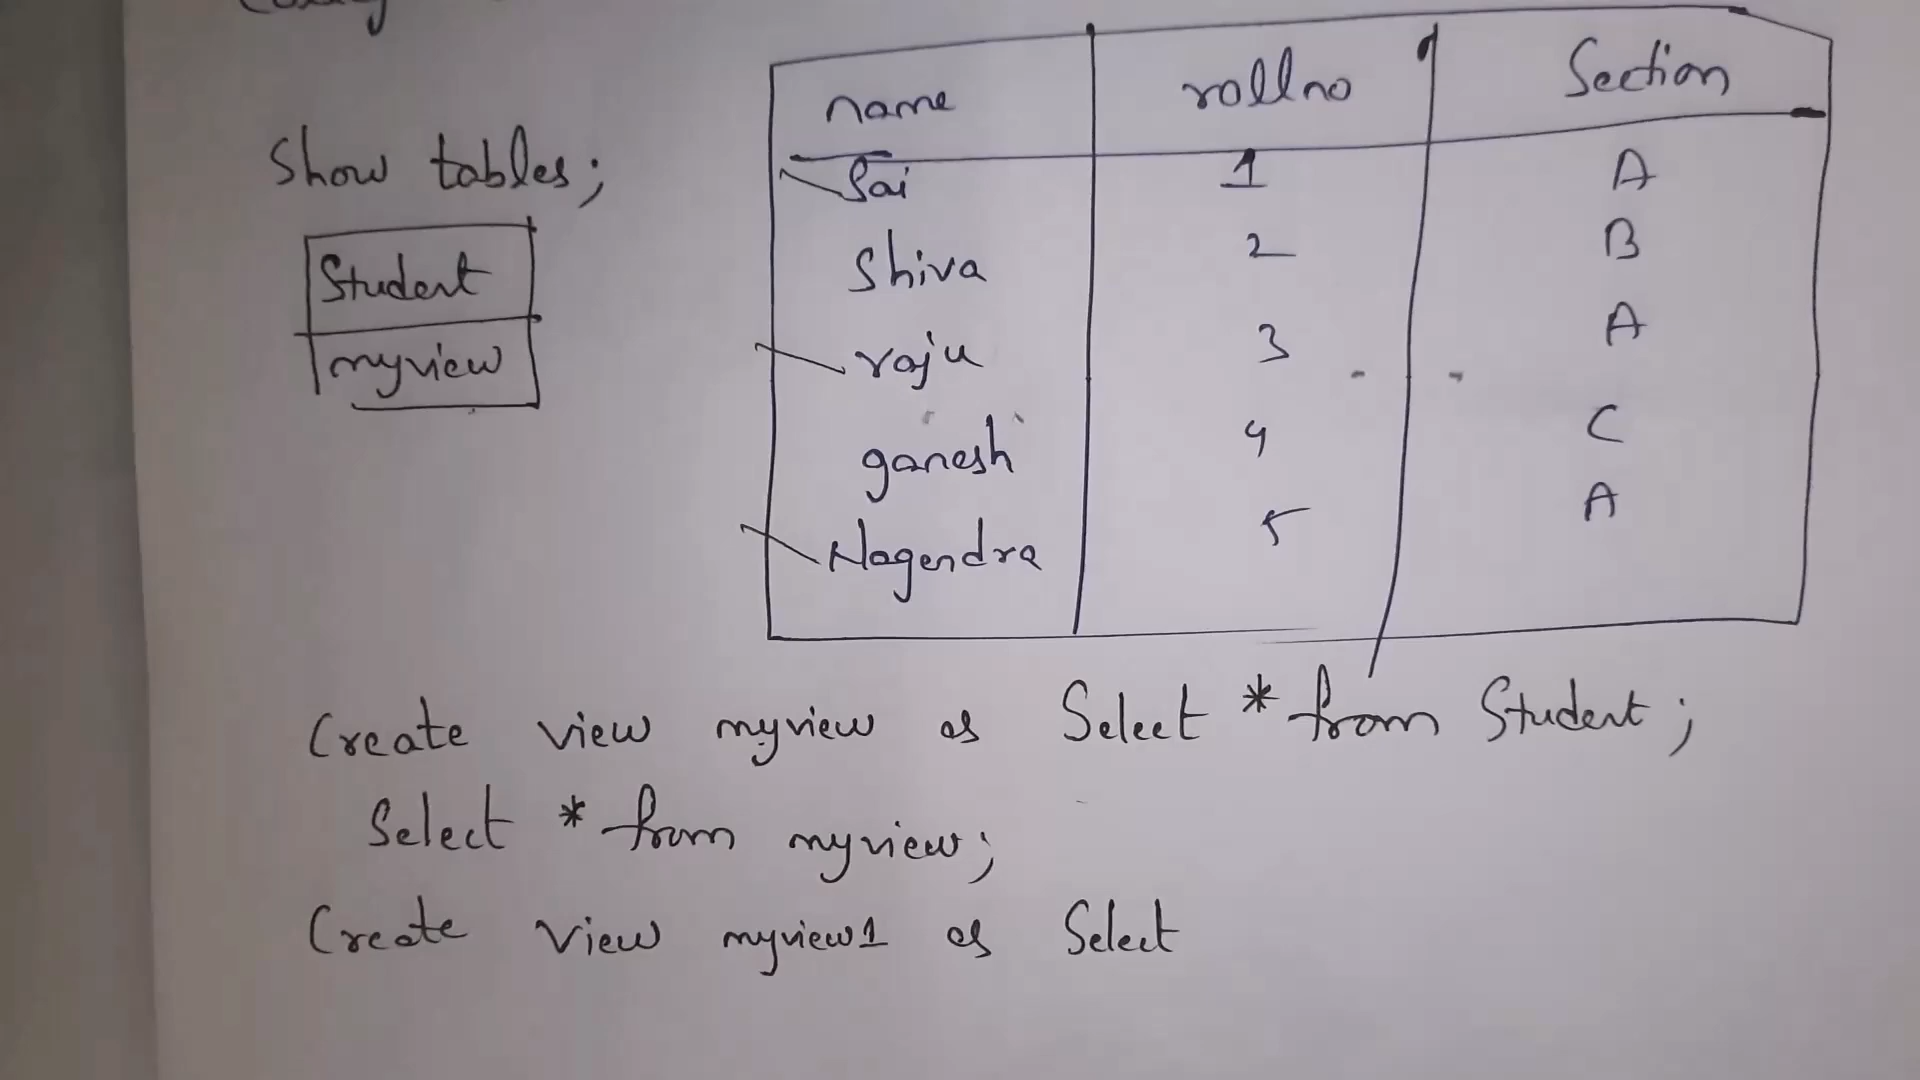 Show tables;
Student
myview
name rollno Section
Sai 1 A
Shiva 2 B
raju 3 A
ganesh 4 C
Nagendra 5 A
Create view myview as Select * from Student;
Select * from myview;
Create view myview1 as Select